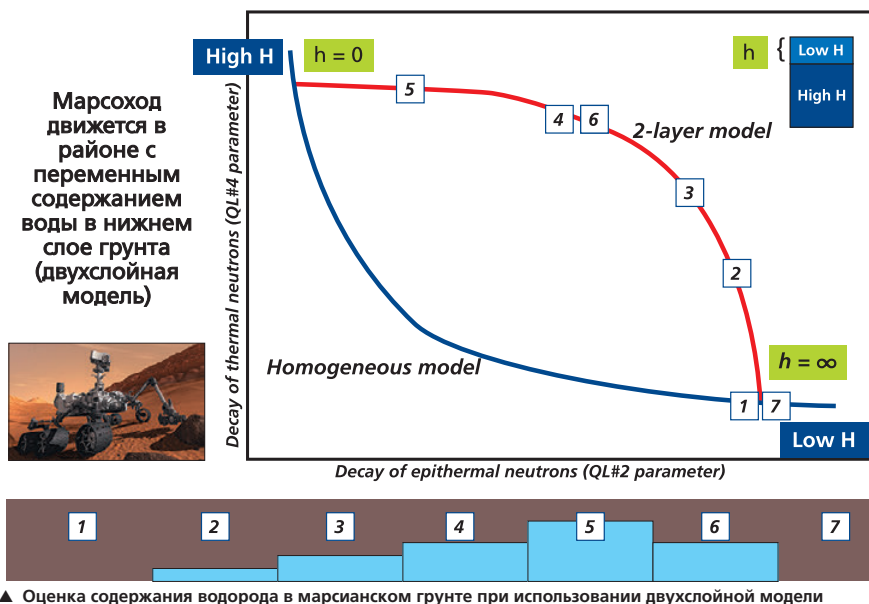 Марсоход
движется в
районе с
переменным
содержанием
воды в нижнем
слое грунта
(двухслойная
модель)
High H
h = 0
h { Low H
High H
5
4 6
2-layer model
3
2
h = ∞
Homogeneous model
1 7
Low H
Decay of thermal neutrons (QL#4 parameter)
Decay of epithermal neutrons (QL#2 parameter)
1 2 3 4 5 6 7
▲ Оценка содержания водорода в марсианском грунте при использовании двухслойной модели